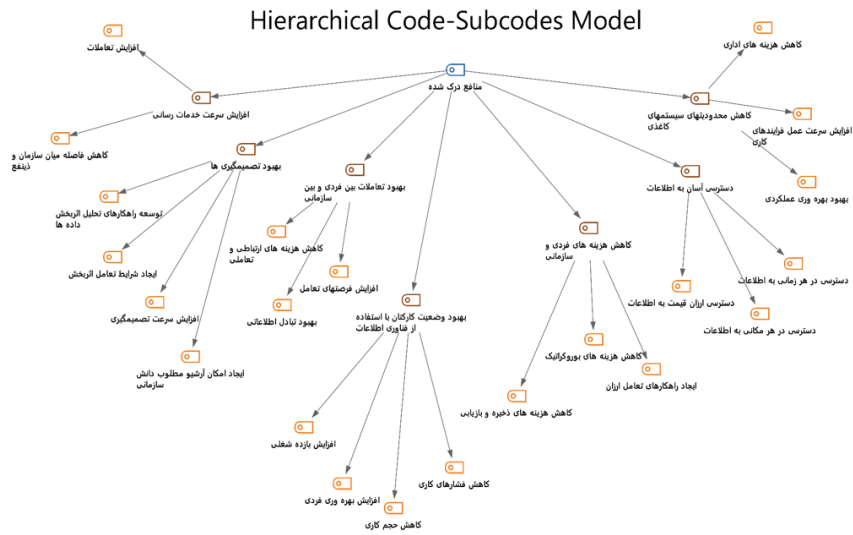 Hierarchical Code-Subcodes Model
افزایش تعاملات
کاهش هزینه های اداری
منافع درک شده
افزایش سرعت خدمات رسانی
کاهش محدودیتهای سیستمهای
کاغذی
افزایش سرعت عمل فرایندهای
کاری
کاهش فاصله میان سازمان و
ذینفع
بهبود تصمیمگیری ها
بهبود تعاملات بین فردی و بین
سازمانی
دسترسی آسان به اطلاعات
بهبود بهره وری عملکردی
توسعه راهکارهای تحلیل اثربخش
داده ها
کاهش هزینه های ارتباطی و
تعاملی
کاهش هزینه های فردی و
سازمانی
ایجاد شرایط تعامل اثربخش
افزایش فرصتهای تعامل
دسترسی در هر زمانی به اطلاعات
دسترسی ارزان قیمت به اطلاعات
افزایش سرعت تصمیمگیری
بهبود تبادل اطلاعاتی
بهبود وضعیت کارکنان با استفاده
از فناوری اطلاعات
دسترسی در هر مکانی به اطلاعات
ایجاد امکان آرشیو مطلوب دانش
سازمانی
کاهش هزینه های بوروکراتیک
ایجاد راهکارهای تعامل ارزان
کاهش هزینه های ذخیره و بازیابی
افزایش بازده شغلی
کاهش فشارهای کاری
افزایش بهره وری فردی
کاهش حجم کاری